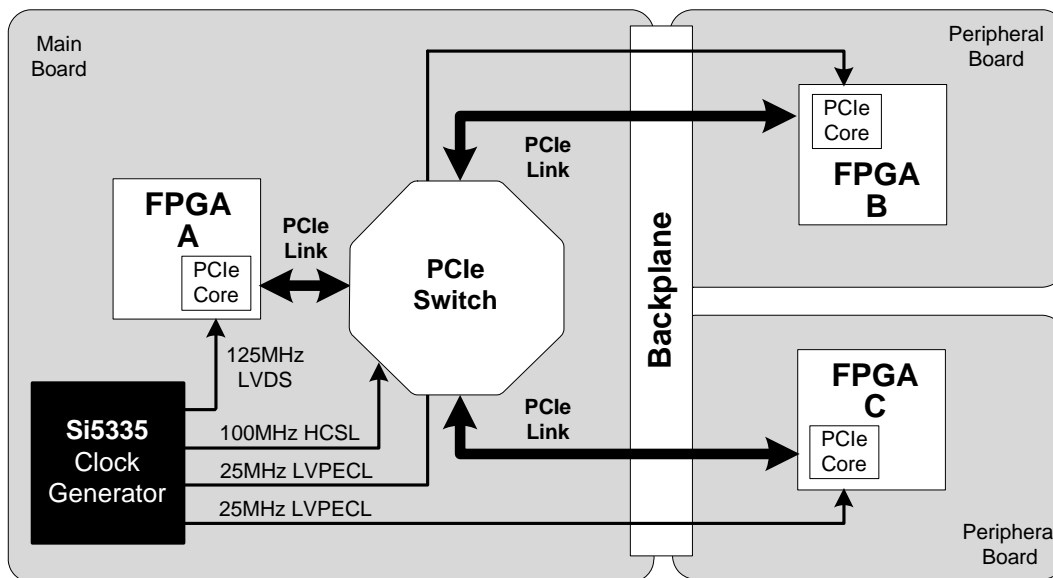 Main
Board
Peripheral
Board
PCIe
Core
FPGA
B
PCIe
Link
FPGA
A
PCIe
Core
PCIe
Link
PCIe
Switch
Backplane
125MHz
LVDS
Si5335
Clock
Generator
100MHz HCSL
25MHz LVPECL
25MHz LVPECL
PCIe
Link
FPGA
C
PCIe
Core
Periphera
Board